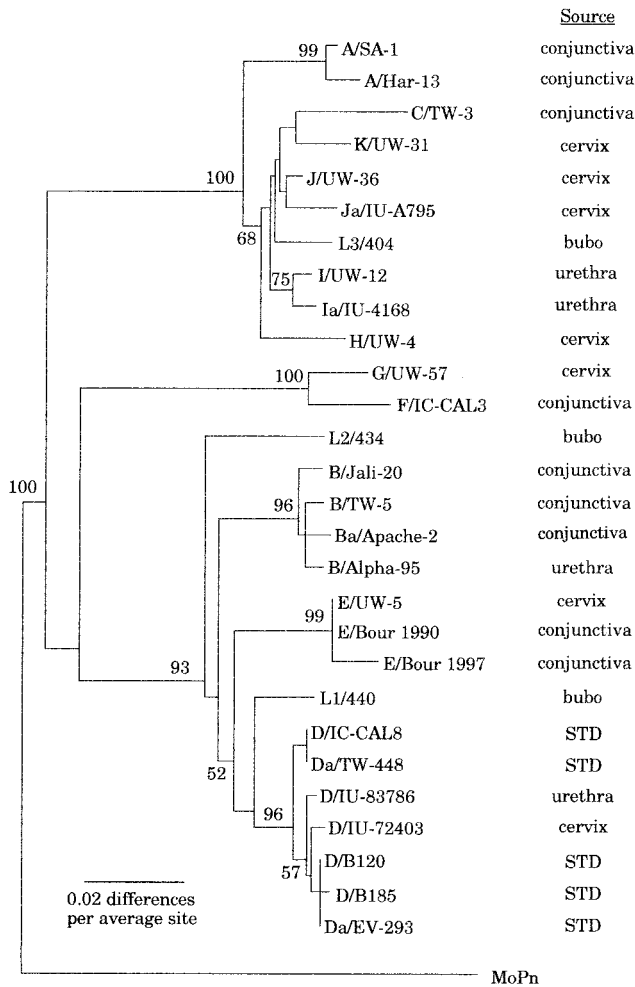 Source
99 A/SA-1 conjunctiva
A/Har-13 conjunctiva
C/TW-3 conjunctiva
K/UW-31 cervix
100 J/UW-36 cervix
Ja/IU-A795 cervix
68 L3/404 bubo
75 I/UW-12 urethra
Ia/IU-4168 urethra
H/UW-4 cervix
100 G/UW-57 cervix
F/IC-CAL3 conjunctiva
L2/434 bubo
B/Jali-20 conjunctiva
100 96 B/TW-5 conjunctiva
Ba/Apache-2 conjunctiva
B/Alpha-95 urethra
E/UW-5 cervix
99 E/Bour 1990 conjunctiva
93 E/Bour 1997 conjunctiva
L1/440 bubo
D/IC-CAL8 STD
52 Da/TW-448 STD
D/IU-83786 urethra
96 D/IU-72403 cervix
57 D/B120 STD
D/B185 STD
Da/EV-293 STD
0.02 differences
per average site
MoPn